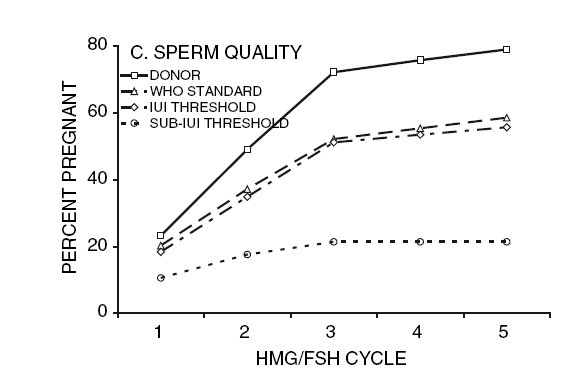 80
C. SPERM QUALITY
DONOR
WHO STANDARD
60
IUI THRESHOLD
SUB-IUI THRESHOLD
PERCENT PREGNANT
40
20
0
1 2 3 4 5
HMG/FSH CYCLE